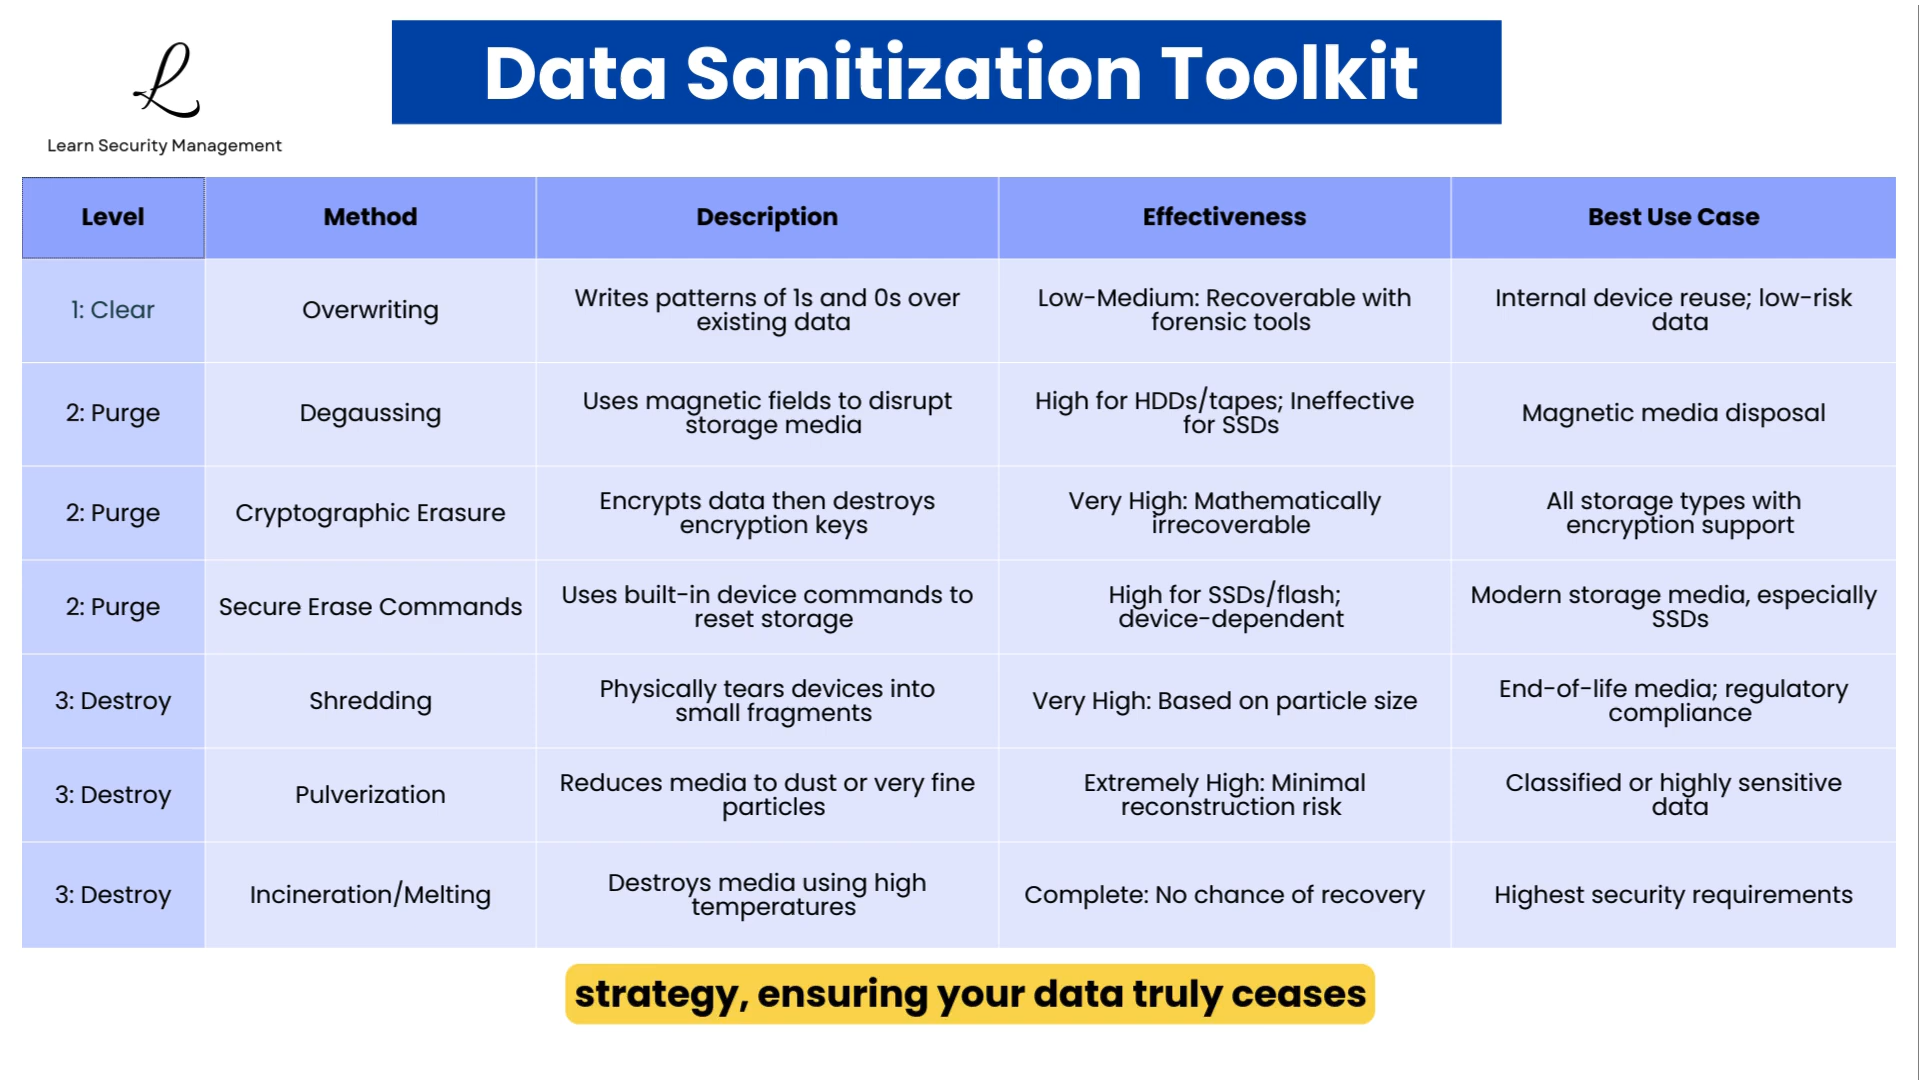 L
Learn Security Management
Data Sanitization Toolkit
Level
Method
Description
Effectiveness
Best Use Case
1: Clear
Overwriting
Writes patterns of 1s and 0s over
existing data
Low-Medium: Recoverable with
forensic tools
Internal device reuse; low-risk
data
2: Purge
Degaussing
Uses magnetic fields to disrupt
storage media
High for HDDs/tapes; Ineffective
for SSDs
Magnetic media disposal
2: Purge
Cryptographic Erasure
Encrypts data then destroys
encryption keys
Very High: Mathematically
irrecoverable
All storage types with
encryption support
2: Purge
Secure Erase Commands
Uses built-in device commands to
reset storage
High for SSDs/flash;
device-dependent
Modern storage media, especially
SSDs
3: Destroy
Shredding
Physically tears devices into
small fragments
Very High: Based on particle size
End-of-life media; regulatory
compliance
3: Destroy
Pulverization
Reduces media to dust or very fine
particles
Extremely High: Minimal
reconstruction risk
Classified or highly sensitive
data
3: Destroy
Incineration/Melting
Destroys media using high
temperatures
Complete: No chance of recovery
Highest security requirements
strategy, ensuring your data truly ceases